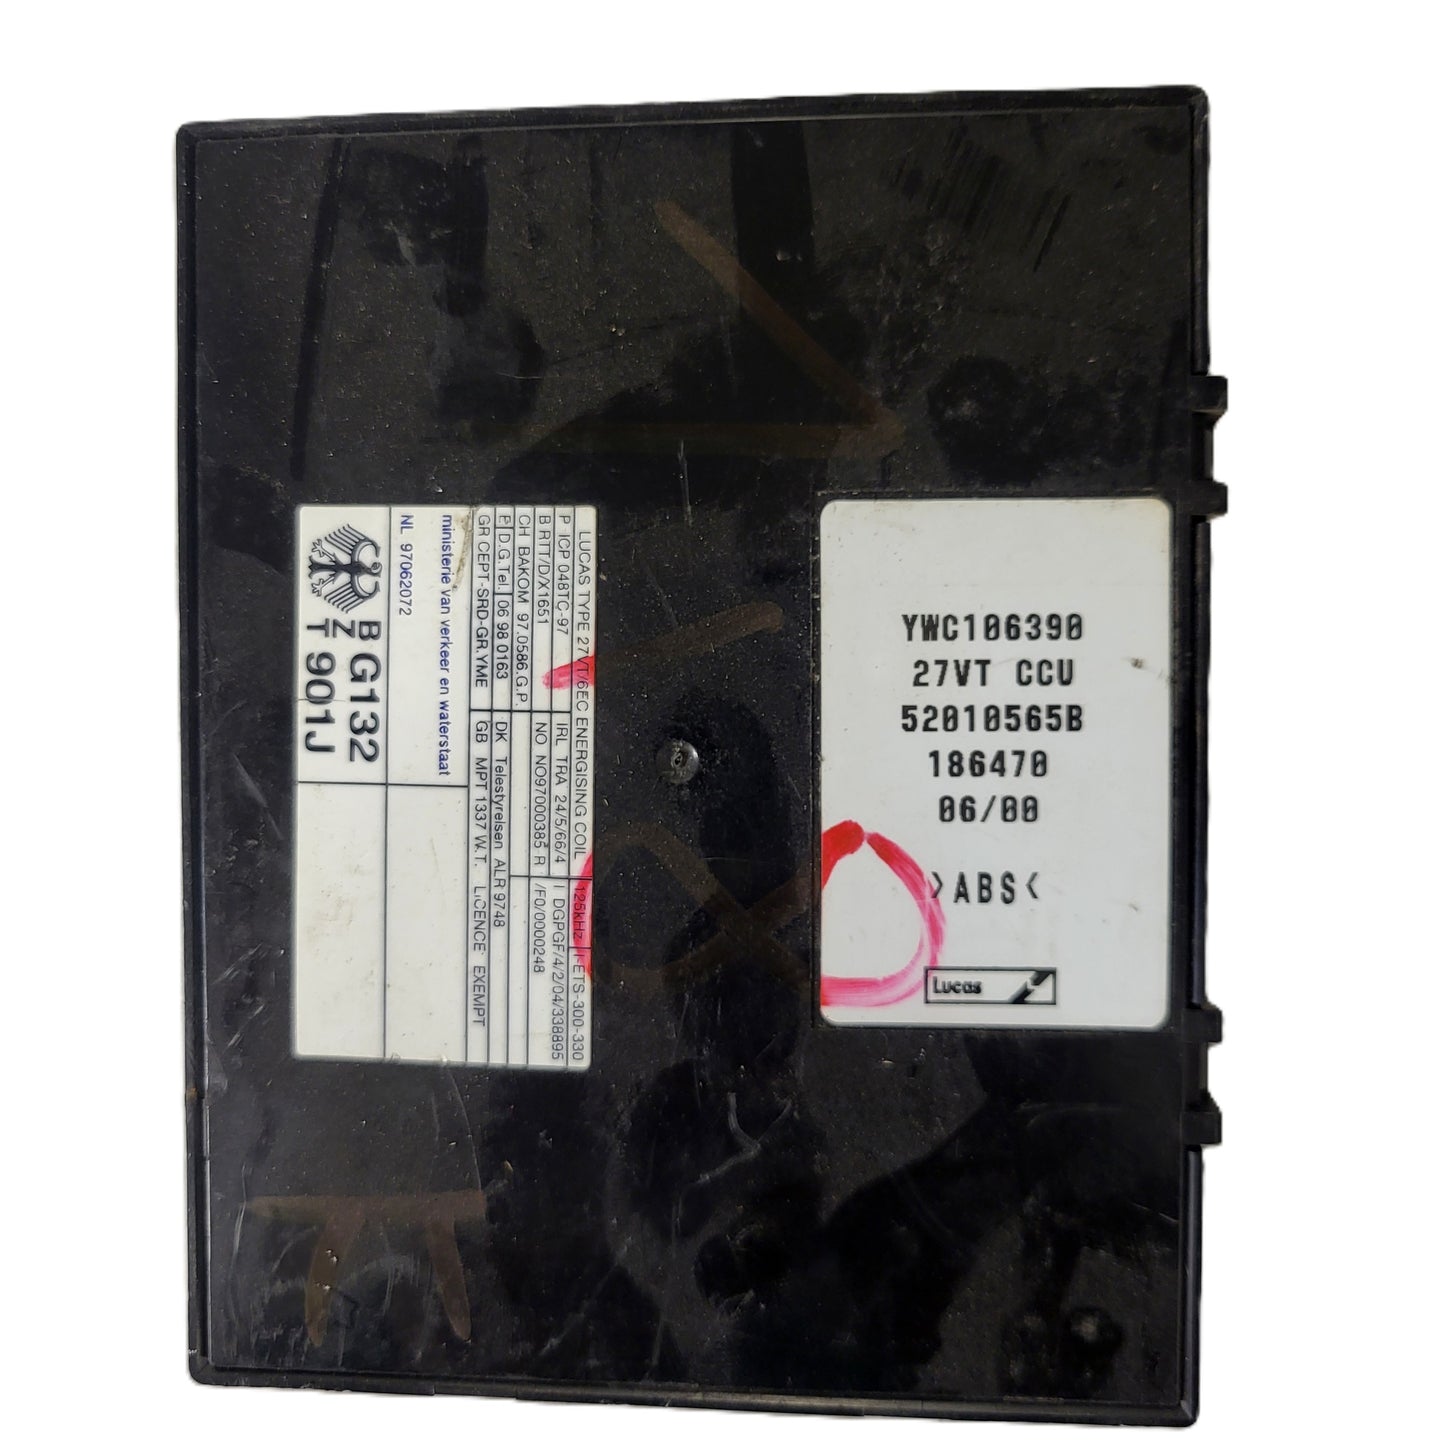 YWC106390
27VT CCU
52010565B
186470
06/00
>ABS<
Lucas
LUCAS TYPE 27VT/6EC ENERGISING COIL 125kHz I-ETS-300-330
P ICP 048TC-97 IRL TRA 24/5/66/4 I DGPGF/4/2/04/338895
B RTT/D/X1651 NO NO97000385 R /F0/0000248
CH BAKOM 97.0586.G.P.
E D.G.Tel 06 98 0163 DK Telestyrelsen ALR 9748
GR CEPT-SRD-GR.YME GB MPT 1337 W.T. LICENCE EXEMPT
ministerie van verkeer en waterstaat
NL 97062072
B G132
Z
T 901J